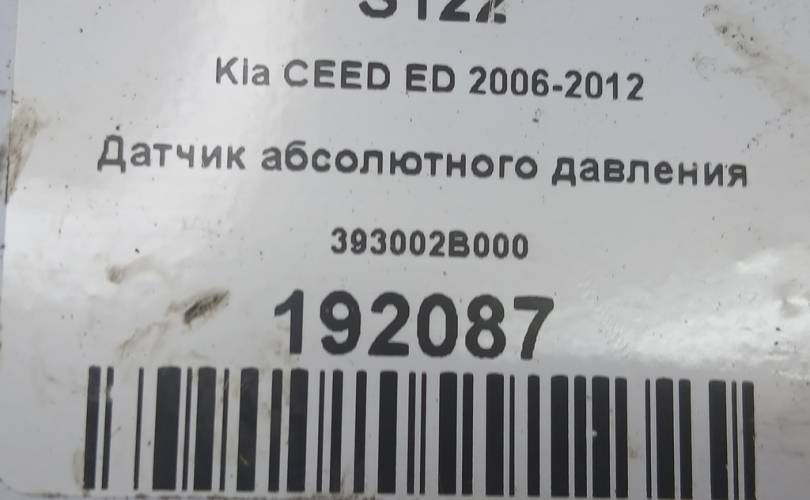 Kia CEED ED 2006-2012
Датчик абсолютного давления
393002B000
192087